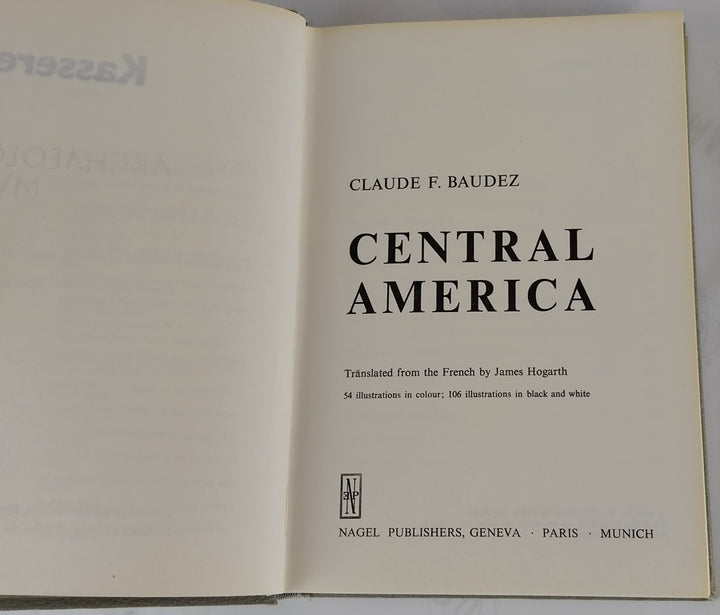 CLAUDE F. BAUDEZ
CENTRAL
AMERICA
Translated from the French by James Hogarth
54 illustrations in colour; 106 illustrations in black and white
NAGEL PUBLISHERS, GENEVA · PARIS · MUNICH